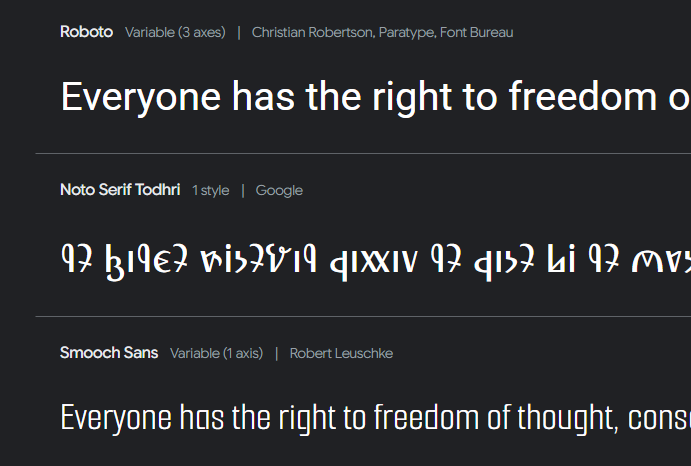 Roboto Variable (3 axes) | Christian Robertson, Paratype, Font Bureau
Everyone has the right to freedom o
Noto Serif Todhri 1 style | Google
Smooch Sans Variable (1 axis) | Robert Leuschke
Everyone has the right to freedom of thought, cons